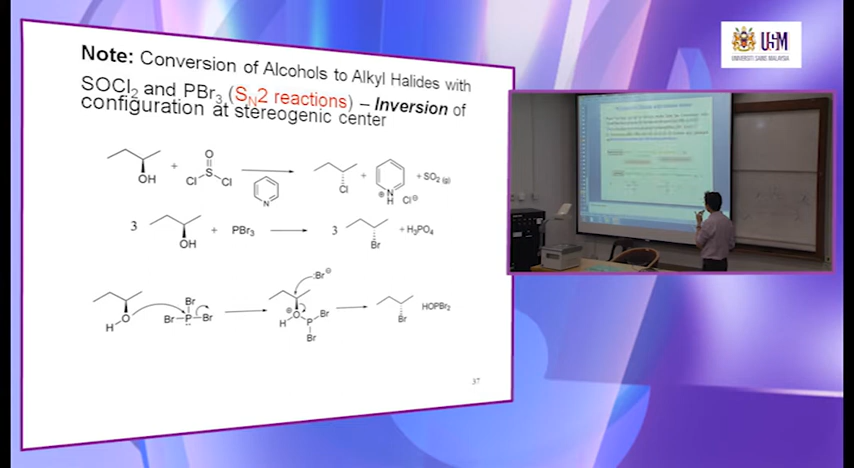 Note: Conversion of Alcohols to Alkyl Halides with
SOCl2 and PBr3 (SN2 reactions) – Inversion of
configuration at stereogenic center
OH
+
O
Cl
S
Cl
N
Cl
+
⊕
N
H
Cl⊖
+ SO2 (g)
3
OH
+
PBr3
3
Br
+ H3PO4
H
O
Br
Br
P
Br
:Br⊖
⊕
H
O
P
Br
Br
Br
HOPBr2
37
USM
UNIVERSITI SAINS MALAYSIA